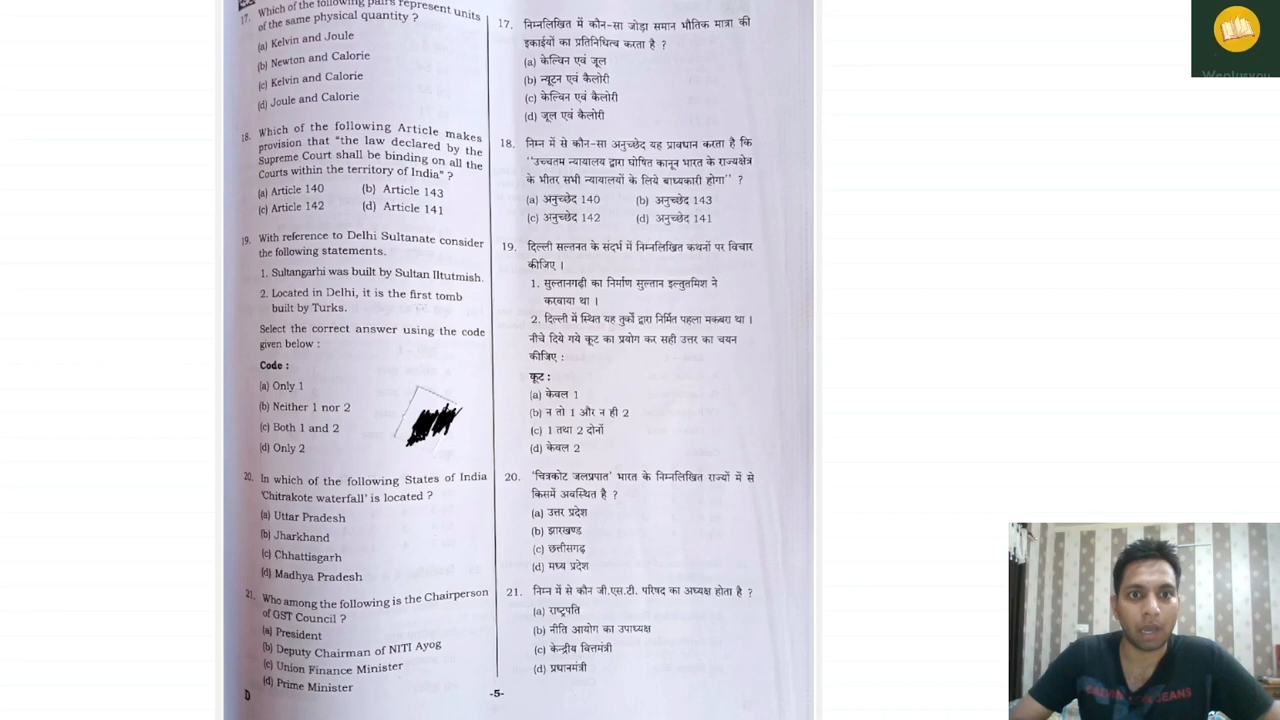 17. Which of the following pairs represent units
of the same physical quantity ?
(a) Kelvin and Joule
(b) Newton and Calorie
(c) Kelvin and Calorie
(d) Joule and Calorie
18. Which of the following Article makes
provision that "the law declared by the
Supreme Court shall be binding on all the
Courts within the territory of India" ?
(a) Article 140 (b) Article 143
(c) Article 142 (d) Article 141
19. With reference to Delhi Sultanate consider
the following statements.
1. Sultangarhi was built by Sultan Iltutmish.
2. Located in Delhi, it is the first tomb
built by Turks.
Select the correct answer using the code
given below :
Code :
(a) Only 1
(b) Neither 1 nor 2
(c) Both 1 and 2
(d) Only 2
20. In which of the following States of India
'Chitrakote waterfall' is located ?
(a) Uttar Pradesh
(b) Jharkhand
(c) Chhattisgarh
(d) Madhya Pradesh
21. Who among the following is the Chairperson
of GST Council ?
(a) President
(b) Deputy Chairman of NITI Ayog
(c) Union Finance Minister
(d) Prime Minister
D
-5-
17. निम्नलिखित में कौन-सा जोड़ा समान भौतिक मात्रा की
इकाईयों का प्रतिनिधित्व करता है ?
(a) केल्विन एवं जूल
(b) न्यूटन एवं कैलोरी
(c) केल्विन एवं कैलोरी
(d) जूल एवं कैलोरी
18. निम्न में से कौन-सा अनुच्छेद यह प्रावधान करता है कि
"उच्चतम न्यायालय द्वारा घोषित कानून भारत के राज्यक्षेत्र
के भीतर सभी न्यायालयों के लिये बाध्यकारी होगा" ?
(a) अनुच्छेद 140 (b) अनुच्छेद 143
(c) अनुच्छेद 142 (d) अनुच्छेद 141
19. दिल्ली सल्तनत के संदर्भ में निम्नलिखित कथनों पर विचार
कीजिए ।
1. सुल्तानगढ़ी का निर्माण सुल्तान इल्तुतमिश ने
करवाया था ।
2. दिल्ली में स्थित यह तुर्कों द्वारा निर्मित पहला मकबरा था ।
नीचे दिये गये कूट का प्रयोग कर सही उत्तर का चयन
कीजिए :
कूट :
(a) केवल 1
(b) न तो 1 और न ही 2
(c) 1 तथा 2 दोनों
(d) केवल 2
20. 'चित्रकोट जलप्रपात' भारत के निम्नलिखित राज्यों में से
किसमें अवस्थित है ?
(a) उत्तर प्रदेश
(b) झारखण्ड
(c) छत्तीसगढ़
(d) मध्य प्रदेश
21. निम्न में से कौन जी.एस.टी. परिषद का अध्यक्ष होता है ?
(a) राष्ट्रपति
(b) नीति आयोग का उपाध्यक्ष
(c) केन्द्रीय वित्तमंत्री
(d) प्रधानमंत्री
Weplusyou